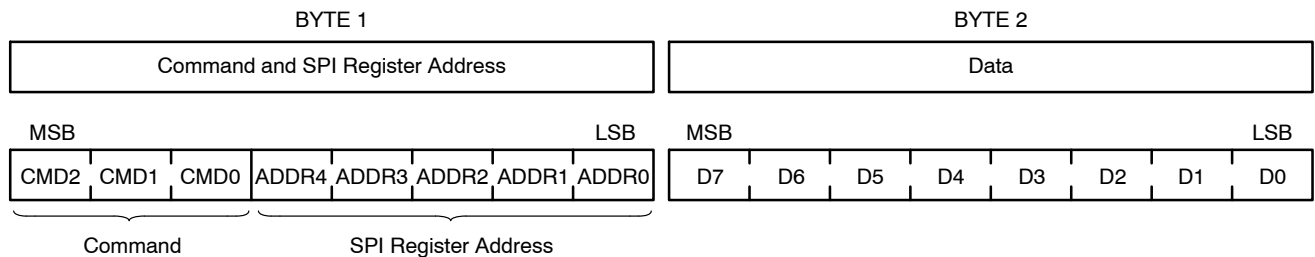 BYTE 1 BYTE 2
Command and SPI Register Address Data
MSB LSB MSB LSB
CMD2 CMD1 CMD0 ADDR4 ADDR3 ADDR2 ADDR1 ADDR0 D7 D6 D5 D4 D3 D2 D1 D0
Command SPI Register Address